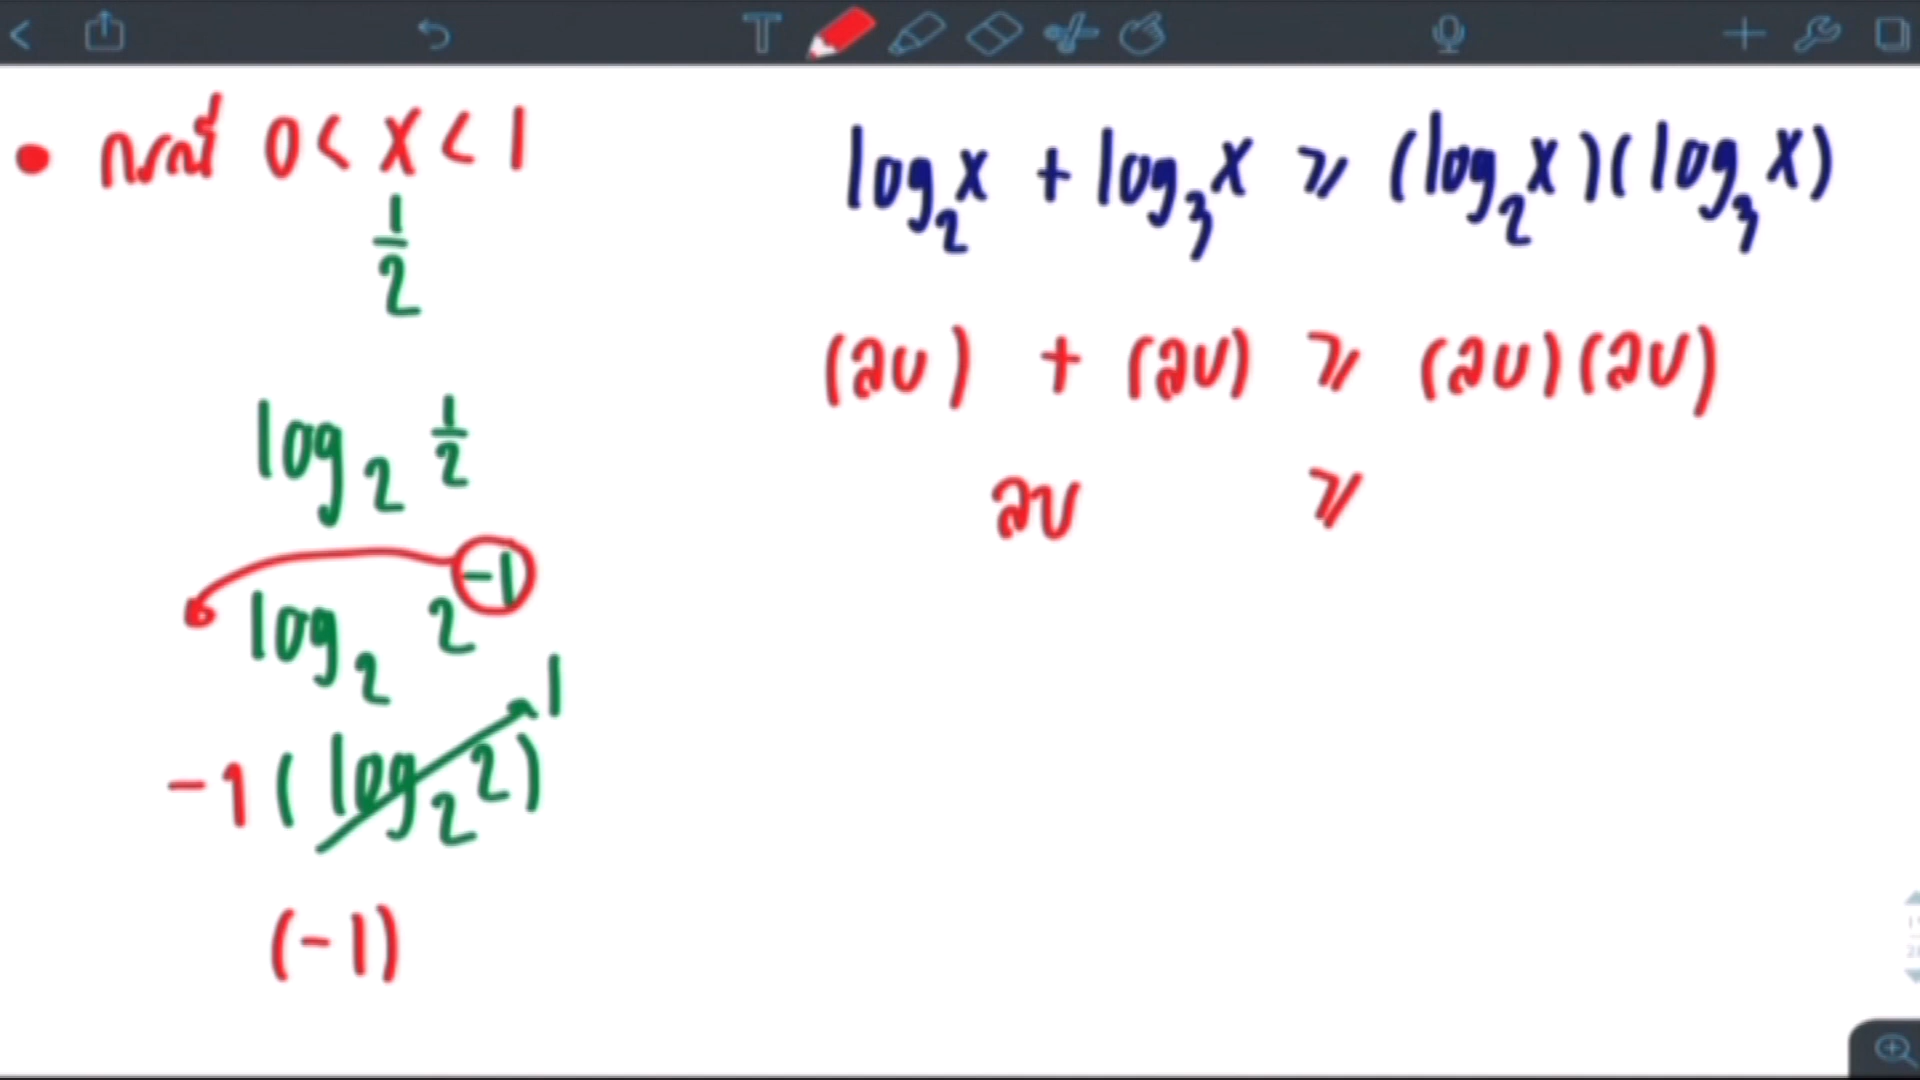 • กรณี 0 < x < 1
1/2
log₂ 1/2
log₂ 2⁻¹
-1 (log₂ 2) 1
(-1)
log₂x + log₃x ⩾ (log₂x)(log₃x)
(ลบ) + (ลบ) ⩾ (ลบ)(ลบ)
ลบ ⩾